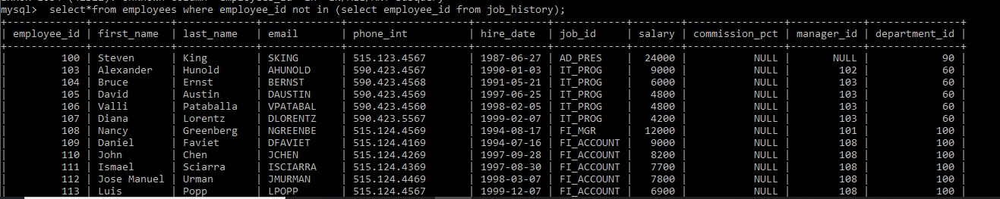 mysql>  select*from employees where employee_id not in (select employee_id from job_history);
+-------------+-------------+-----------+----------+--------------+------------+------------+--------+----------------+------------+---------------+
| employee_id | first_name | last_name | email | phone_int | hire_date | job_id | salary | commission_pct | manager_id | department_id |
+-------------+-------------+-----------+----------+--------------+------------+------------+--------+----------------+------------+---------------+
| 100 | Steven | King | SKING | 515.123.4567 | 1987-06-27 | AD_PRES | 24000 | NULL | NULL | 90 |
| 103 | Alexander | Hunold | AHUNOLD | 590.423.4567 | 1990-01-03 | IT_PROG | 9000 | NULL | 102 | 60 |
| 104 | Bruce | Ernst | BERNST | 590.423.4568 | 1991-05-21 | IT_PROG | 6000 | NULL | 103 | 60 |
| 105 | David | Austin | DAUSTIN | 590.423.4569 | 1997-06-25 | IT_PROG | 4800 | NULL | 103 | 60 |
| 106 | Valli | Pataballa | VPATABAL | 590.423.4560 | 1998-02-05 | IT_PROG | 4800 | NULL | 103 | 60 |
| 107 | Diana | Lorentz | DLORENTZ | 590.423.5567 | 1999-02-07 | IT_PROG | 4200 | NULL | 103 | 60 |
| 108 | Nancy | Greenberg | NGREENBE | 515.124.4569 | 1994-08-17 | FI_MGR | 12000 | NULL | 101 | 100 |
| 109 | Daniel | Faviet | DFAVIET | 515.124.4169 | 1994-07-16 | FI_ACCOUNT | 9000 | NULL | 108 | 100 |
| 110 | John | Chen | JCHEN | 515.124.4269 | 1997-09-28 | FI_ACCOUNT | 8200 | NULL | 108 | 100 |
| 111 | Ismael | Sciarra | ISCIARRA | 515.124.4369 | 1997-08-30 | FI_ACCOUNT | 7700 | NULL | 108 | 100 |
| 112 | Jose Manuel | Urman | JMURMAN | 515.124.4469 | 1998-03-07 | FI_ACCOUNT | 7800 | NULL | 108 | 100 |
| 113 | Luis | Popp | LPOPP | 515.124.4567 | 1999-12-07 | FI_ACCOUNT | 6900 | NULL | 108 | 100 |